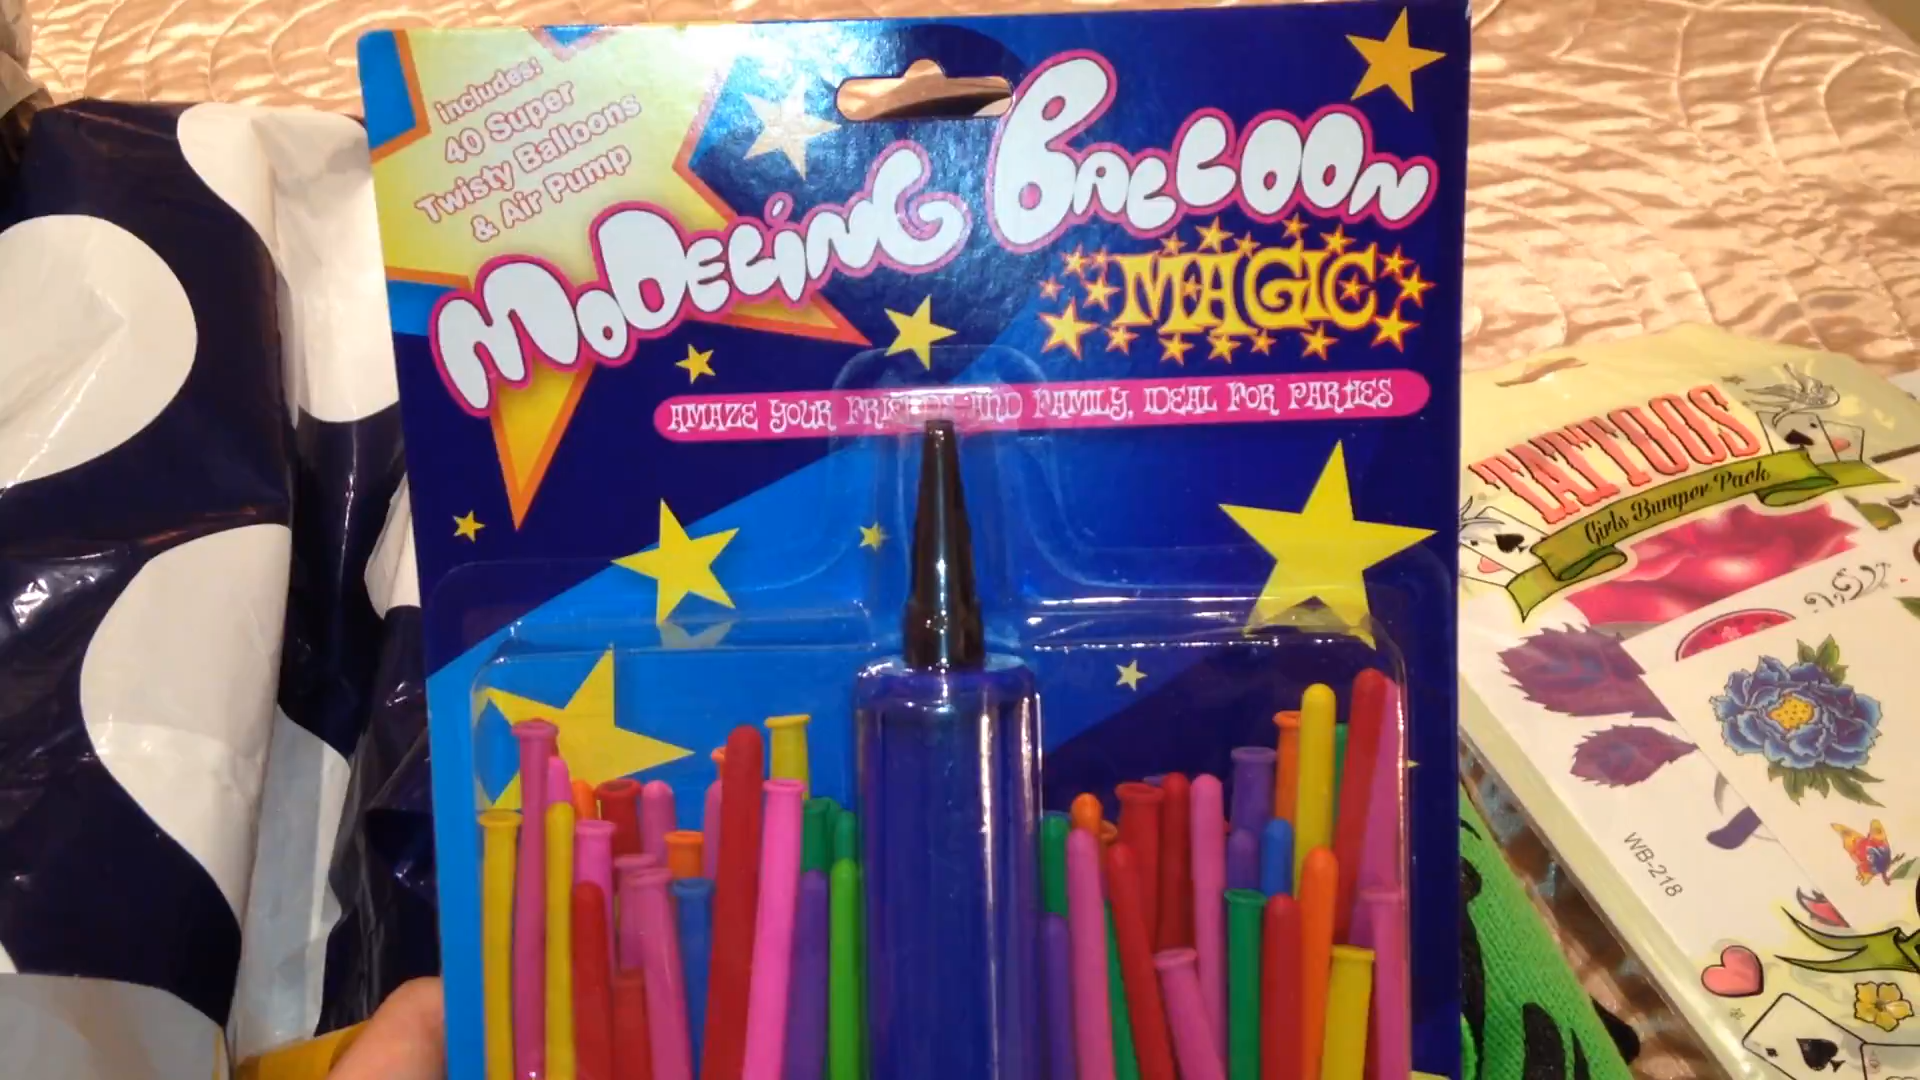 includes:
40 Super
Twisty Balloons
& Air Pump
MODELING BALLOON
MAGIC
AMAZE YOUR FRIENDS AND FAMILY, IDEAL FOR PARTIES
TATTOOS
Girls Bumper Pack
WB-218